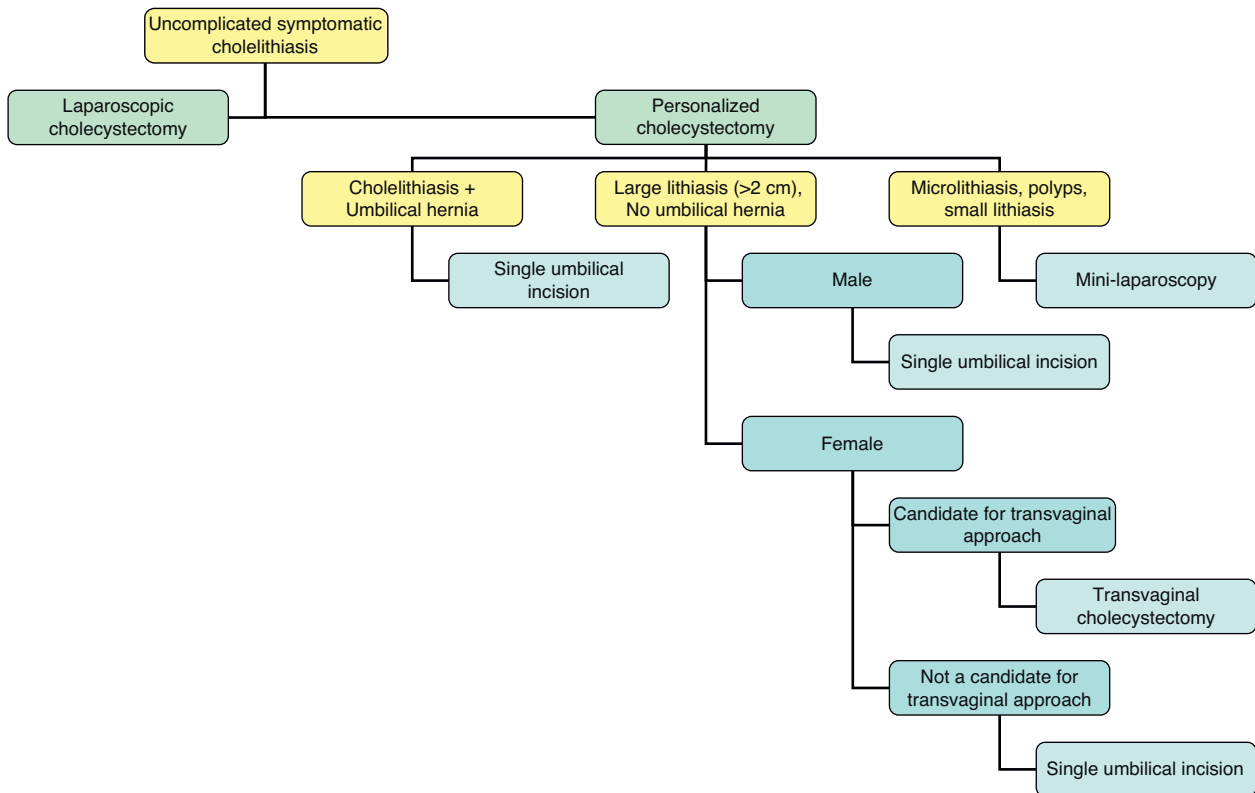 Uncomplicated symptomatic
cholelithiasis
Laparoscopic
cholecystectomy
Personalized
cholecystectomy
Cholelithiasis +
Umbilical hernia
Large lithiasis (>2 cm),
No umbilical hernia
Microlithiasis, polyps,
small lithiasis
Single umbilical
incision
Male
Mini-laparoscopy
Single umbilical incision
Female
Candidate for transvaginal
approach
Transvaginal
cholecystectomy
Not a candidate for
transvaginal approach
Single umbilical incision